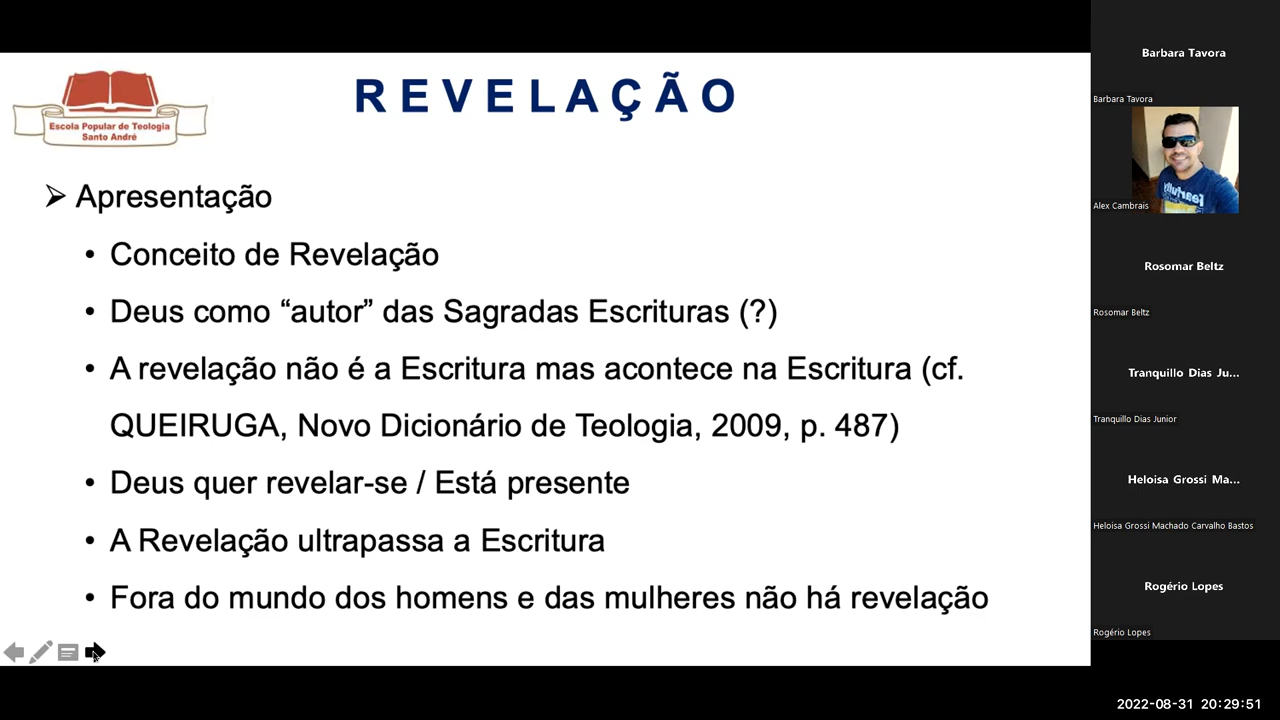 Escola Popular de Teologia
Santo André
REVELAÇÃO
Apresentação
Conceito de Revelação
Deus como “autor” das Sagradas Escrituras (?)
A revelação não é a Escritura mas acontece na Escritura (cf.
QUEIRUGA, Novo Dicionário de Teologia, 2009, p. 487)
Deus quer revelar-se / Está presente
A Revelação ultrapassa a Escritura
Fora do mundo dos homens e das mulheres não há revelação
Barbara Tavora
Barbara Tavora
Alex Cambrais
Rosomar Beltz
Rosomar Beltz
Tranquillo Dias Ju...
Tranquillo Dias Junior
Heloisa Grossi Ma...
Heloisa Grossi Machado Carvalho Bastos
Rogério Lopes
Rogério Lopes
2022-08-31 20:29:51